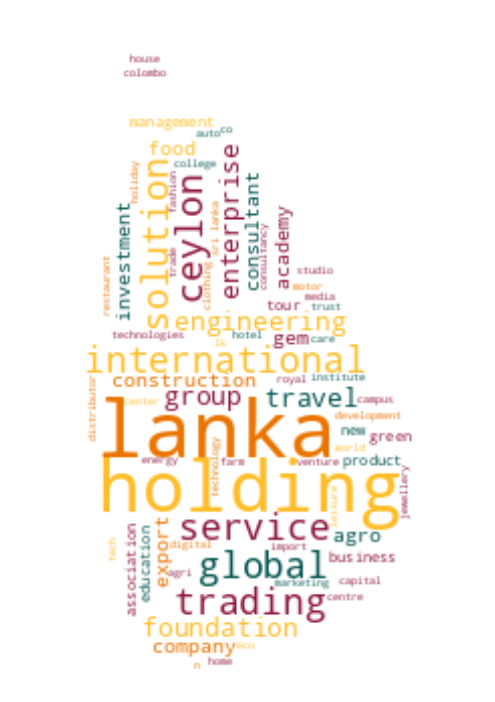 house
colombo
management
auto
co
food
college
holiday
fashion
solution
ceylon
enterprise
consultant
consultancy
sri lanka
academy
investment
restaurant
trade
clothing
studio
motor
media
tour
trust
engineering
technologies
lk
hotel
gem
care
international
construction
royal
institute
distributor
center
group
travel
campus
lanka
development
new
green
world
energy
farm
venture
product
technology
holding
leisure
jewellery
service
agro
association
education
export
tech
digital
import
business
global
agri
marketing
capital
trading
centre
foundation
company
eco
n
home